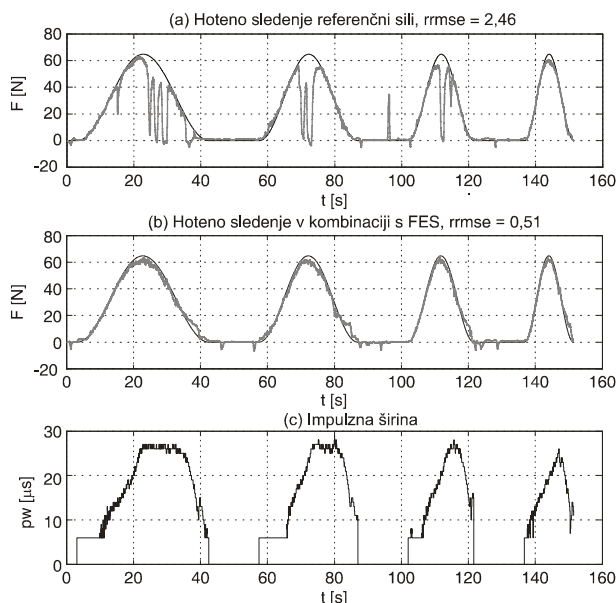 (a) Hoteno sledenje referenčni sili, rrmse = 2,46
F [N]
80
60
40
20
0
-20
0 20 40 60 80 100 120 140 160
t [s]
(b) Hoteno sledenje v kombinaciji s FES, rrmse = 0,51
F [N]
80
60
40
20
0
-20
0 20 40 60 80 100 120 140 160
t [s]
(c) Impulzna širina
pw [μs]
30
20
10
0
0 20 40 60 80 100 120 140 160
t [s]